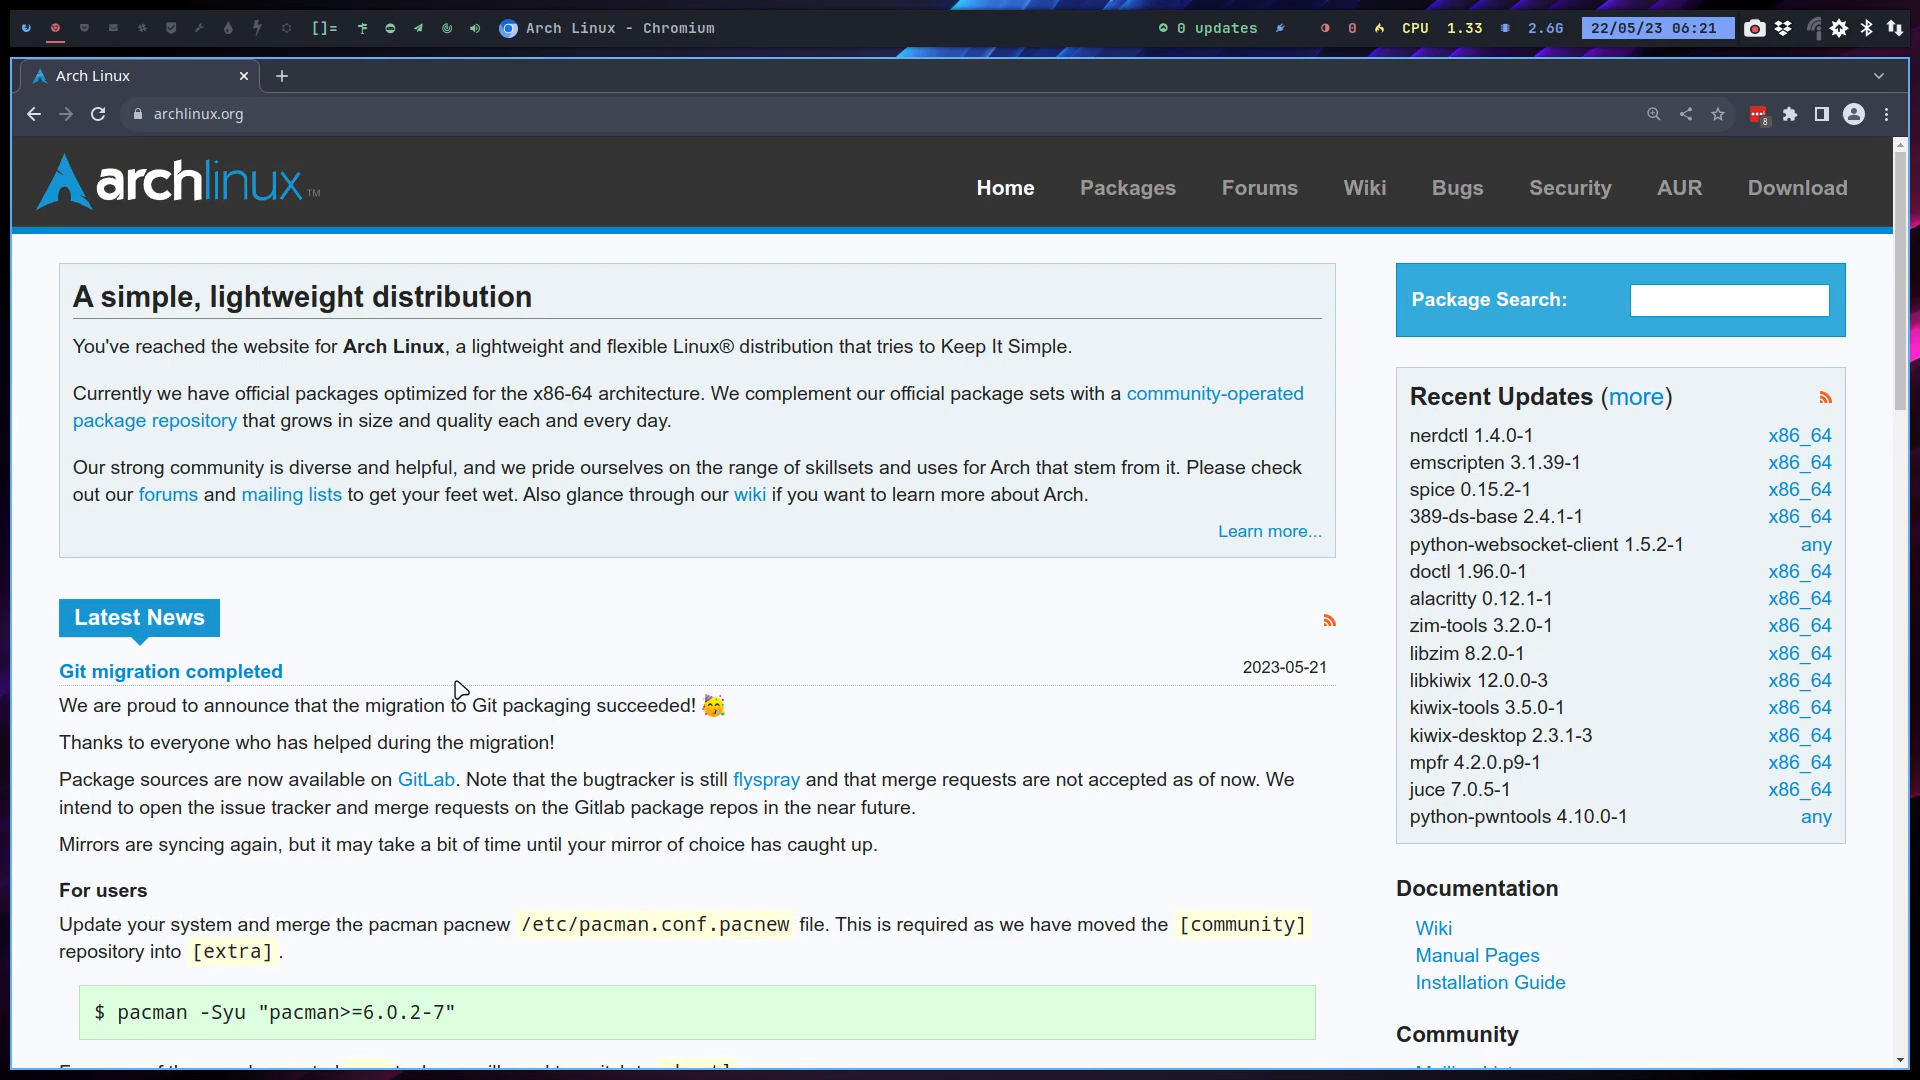 []= Arch Linux - Chromium 0 updates 0 CPU 1.33 2.6G 22/05/23 06:21
Arch Linux
archlinux.org
8
archlinux™
Home Packages Forums Wiki Bugs Security AUR Download
A simple, lightweight distribution
You've reached the website for Arch Linux, a lightweight and flexible Linux® distribution that tries to Keep It Simple.
Currently we have official packages optimized for the x86-64 architecture. We complement our official package sets with a community-operated
package repository that grows in size and quality each and every day.
Our strong community is diverse and helpful, and we pride ourselves on the range of skillsets and uses for Arch that stem from it. Please check
out our forums and mailing lists to get your feet wet. Also glance through our wiki if you want to learn more about Arch.
Learn more...
Latest News
Git migration completed 2023-05-21
We are proud to announce that the migration to Git packaging succeeded! 🥳
Thanks to everyone who has helped during the migration!
Package sources are now available on GitLab. Note that the bugtracker is still flyspray and that merge requests are not accepted as of now. We
intend to open the issue tracker and merge requests on the Gitlab package repos in the near future.
Mirrors are syncing again, but it may take a bit of time until your mirror of choice has caught up.
For users
Update your system and merge the pacman pacnew /etc/pacman.conf.pacnew file. This is required as we have moved the [community]
repository into [extra].
$ pacman -Syu "pacman>=6.0.2-7"
Package Search:
Recent Updates (more)
nerdctl 1.4.0-1 x86_64
emscripten 3.1.39-1 x86_64
spice 0.15.2-1 x86_64
389-ds-base 2.4.1-1 x86_64
python-websocket-client 1.5.2-1 any
doctl 1.96.0-1 x86_64
alacritty 0.12.1-1 x86_64
zim-tools 3.2.0-1 x86_64
libzim 8.2.0-1 x86_64
libkiwix 12.0.0-3 x86_64
kiwix-tools 3.5.0-1 x86_64
kiwix-desktop 2.3.1-3 x86_64
mpfr 4.2.0.p9-1 x86_64
juce 7.0.5-1 x86_64
python-pwntools 4.10.0-1 any
Documentation
Wiki
Manual Pages
Installation Guide
Community